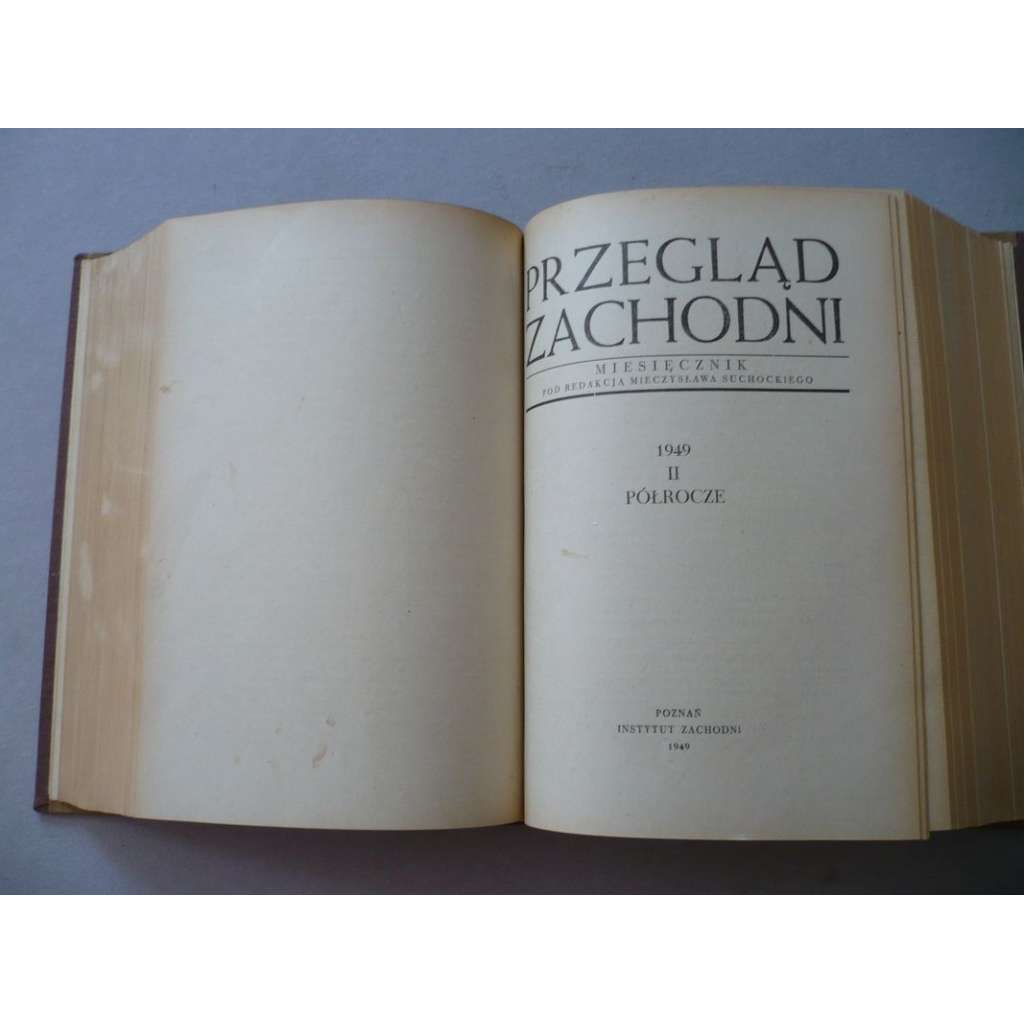 PRZEGLĄD
ZACHODNI
MIESIĘCZNIK
POD REDAKCJĄ MIECZYSŁAWA SUCHOCKIEGO
1949
II
PÓŁROCZE
POZNAŃ
INSTYTUT ZACHODNI
1949